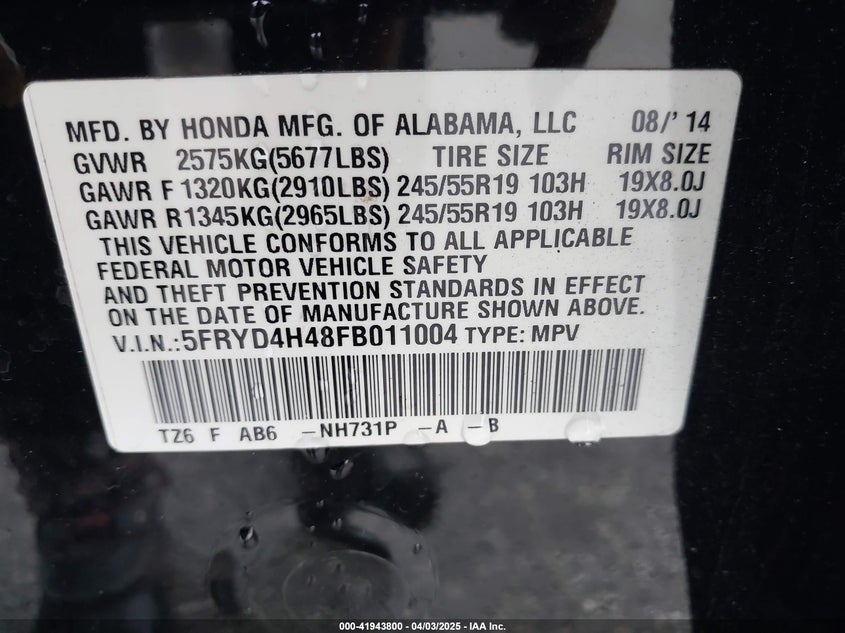 MFD. BY HONDA MFG. OF ALABAMA, LLC 08/' 14
GVWR 2575KG(5677LBS) TIRE SIZE RIM SIZE
GAWR F 1320KG(2910LBS) 245/55R19 103H 19X8.0J
GAWR R1345KG(2965LBS) 245/55R19 103H 19X8.0J
THIS VEHICLE CONFORMS TO ALL APPLICABLE
FEDERAL MOTOR VEHICLE SAFETY
AND THEFT PREVENTION STANDARDS IN EFFECT
ON THE DATE OF MANUFACTURE SHOWN ABOVE.
V.I.N.:5FRYD4H48FB011004 TYPE: MPV
TZ6 F AB6 -NH731P -A -B
000-41943800 - 04/03/2025 - IAA Inc.